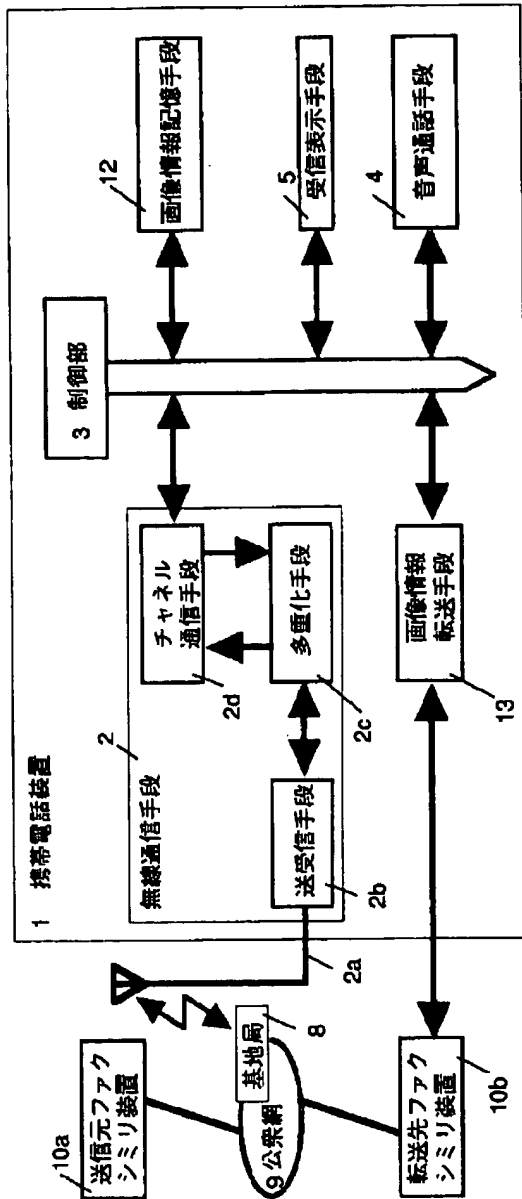 1 携帯電話装置
10a
送信元ファク
シミリ装置
9 公衆網
基地局
8
転送先ファク
シミリ装置
10b
2a
無線通信手段
2
送受信手段
2b
チャネル
通信手段
2d
多重化手段
2c
画像情報
転送手段
13
3 制御部
12
画像情報記憶手段
5
受信表示手段
4
音声通話手段